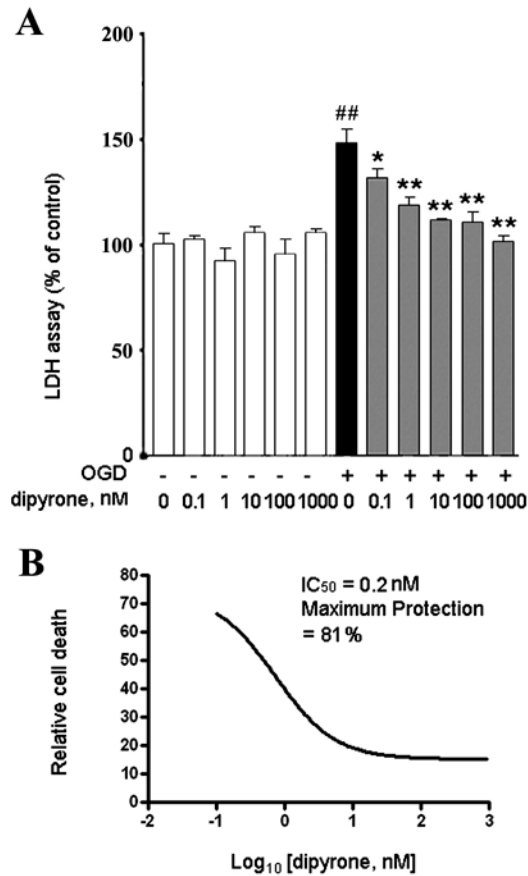 A
200
150
100
50
0
LDH assay (% of control)
##
*
**
**
**
**
OGD - - - - - - + + + + + +
dipyrone, nM 0 0.1 1 10 100 1000 0 0.1 1 10 100 1000
B
80
70
60
50
40
30
20
10
0
Relative cell death
IC₅₀ = 0.2 nM
Maximum Protection
= 81%
-2 -1 0 1 2 3
Log₁₀ [dipyrone, nM]